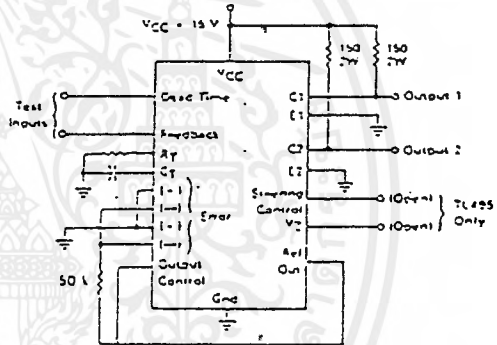 VCC = 15 V
150
2W
150
2W
VCC
Test
Inputs
Dead Time
Feedback
RT
CT
(+)
(−)
(+)
(−)
Error
Output
Control
50 k
C1
E1
C2
E2
Steering
Control
VZ
Ref
Out
Gnd
Output 1
Output 2
(Open)
(Open)
TL495
Only